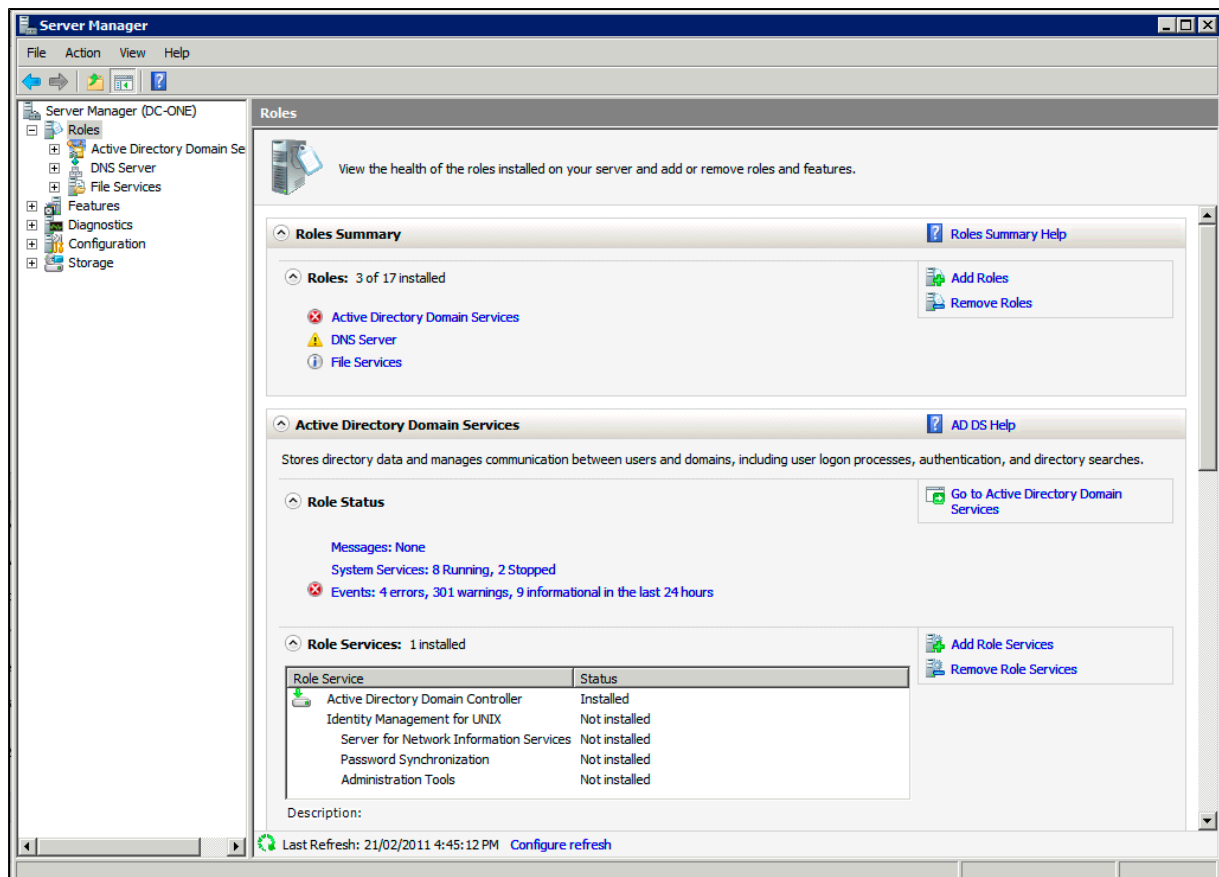 Server Manager
File Action View Help
Server Manager (DC-ONE)
Roles
Active Directory Domain Se
DNS Server
File Services
Features
Diagnostics
Configuration
Storage
Roles
View the health of the roles installed on your server and add or remove roles and features.
Roles Summary
Roles Summary Help
Roles: 3 of 17 installed
Add Roles
Remove Roles
Active Directory Domain Services
DNS Server
File Services
Active Directory Domain Services
AD DS Help
Stores directory data and manages communication between users and domains, including user logon processes, authentication, and directory searches.
Role Status
Go to Active Directory Domain
Services
Messages: None
System Services: 8 Running, 2 Stopped
Events: 4 errors, 301 warnings, 9 informational in the last 24 hours
Role Services: 1 installed
Add Role Services
Remove Role Services
Role Service Status
Active Directory Domain Controller Installed
Identity Management for UNIX Not installed
Server for Network Information Services Not installed
Password Synchronization Not installed
Administration Tools Not installed
Description:
Last Refresh: 21/02/2011 4:45:12 PM Configure refresh